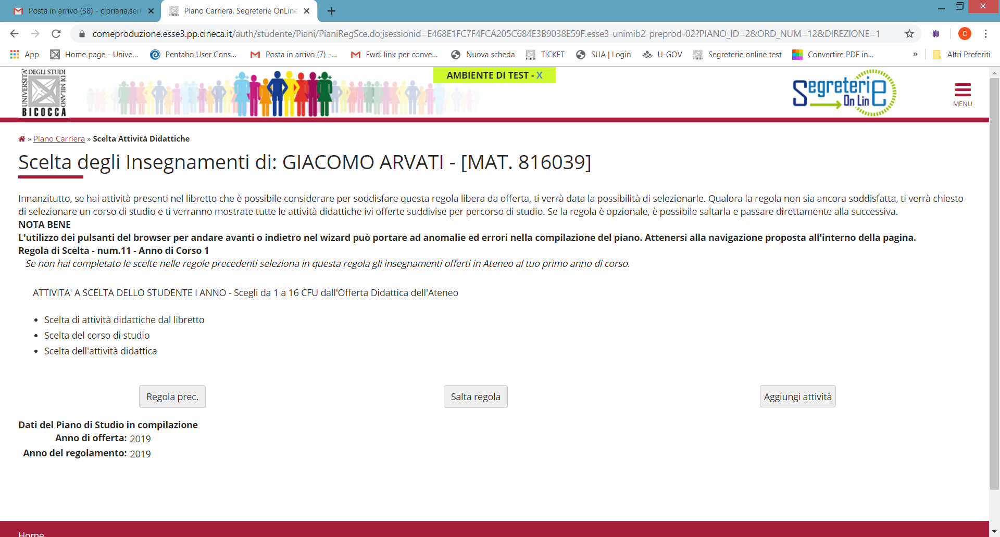 Posta in arrivo (38) - cipriana.ser
Piano Carriera, Segreterie OnLine
comeproduzione.esse3.pp.cineca.it/auth/studente/Piani/PianiRegSce.do;jsessionid=E468E1FC7F4FCA205C684E3B9038E59F.esse3-unimib2-preprod-02?PIANO_ID=2&ORD_NUM=12&DIREZIONE=1
C
App Home page - Unive... Pentaho User Cons... Posta in arrivo (7) -... Fwd: link per conve... Nuova scheda TICKET SUA | Login U-GOV Segreterie online test Convertire PDF in... » Altri Preferiti
UNIVERSITÀ DEGLI STUDI DI MILANO
BICOCCA
AMBIENTE DI TEST - X
Segreterie
On Lin
MENU
» Piano Carriera » Scelta Attività Didattiche
Scelta degli Insegnamenti di: GIACOMO ARVATI - [MAT. 816039]
Innanzitutto, se hai attività presenti nel libretto che è possibile considerare per soddisfare questa regola libera da offerta, ti verrà data la possibilità di selezionarle. Qualora la regola non sia ancora soddisfatta, ti verrà chiesto
di selezionare un corso di studio e ti verranno mostrate tutte le attività didattiche ivi offerte suddivise per percorso di studio. Se la regola è opzionale, è possibile saltarla e passare direttamente alla successiva.
NOTA BENE
L'utilizzo dei pulsanti del browser per andare avanti o indietro nel wizard può portare ad anomalie ed errori nella compilazione del piano. Attenersi alla navigazione proposta all'interno della pagina.
Regola di Scelta - num.11 - Anno di Corso 1
Se non hai completato le scelte nelle regole precedenti seleziona in questa regola gli insegnamenti offerti in Ateneo al tuo primo anno di corso.
ATTIVITA' A SCELTA DELLO STUDENTE I ANNO - Scegli da 1 a 16 CFU dall'Offerta Didattica dell'Ateneo
• Scelta di attività didattiche dal libretto
• Scelta del corso di studio
• Scelta dell'attività didattica
Regola prec. Salta regola Aggiungi attività
Dati del Piano di Studio in compilazione
Anno di offerta: 2019
Anno del regolamento: 2019
Home